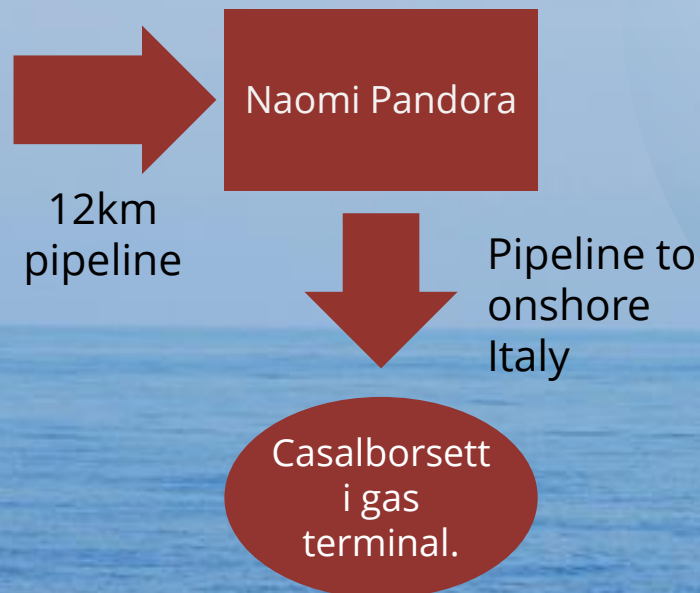 Naomi Pandora
12km
pipeline
Pipeline to
onshore
Italy
Casalborsett
i gas
terminal.